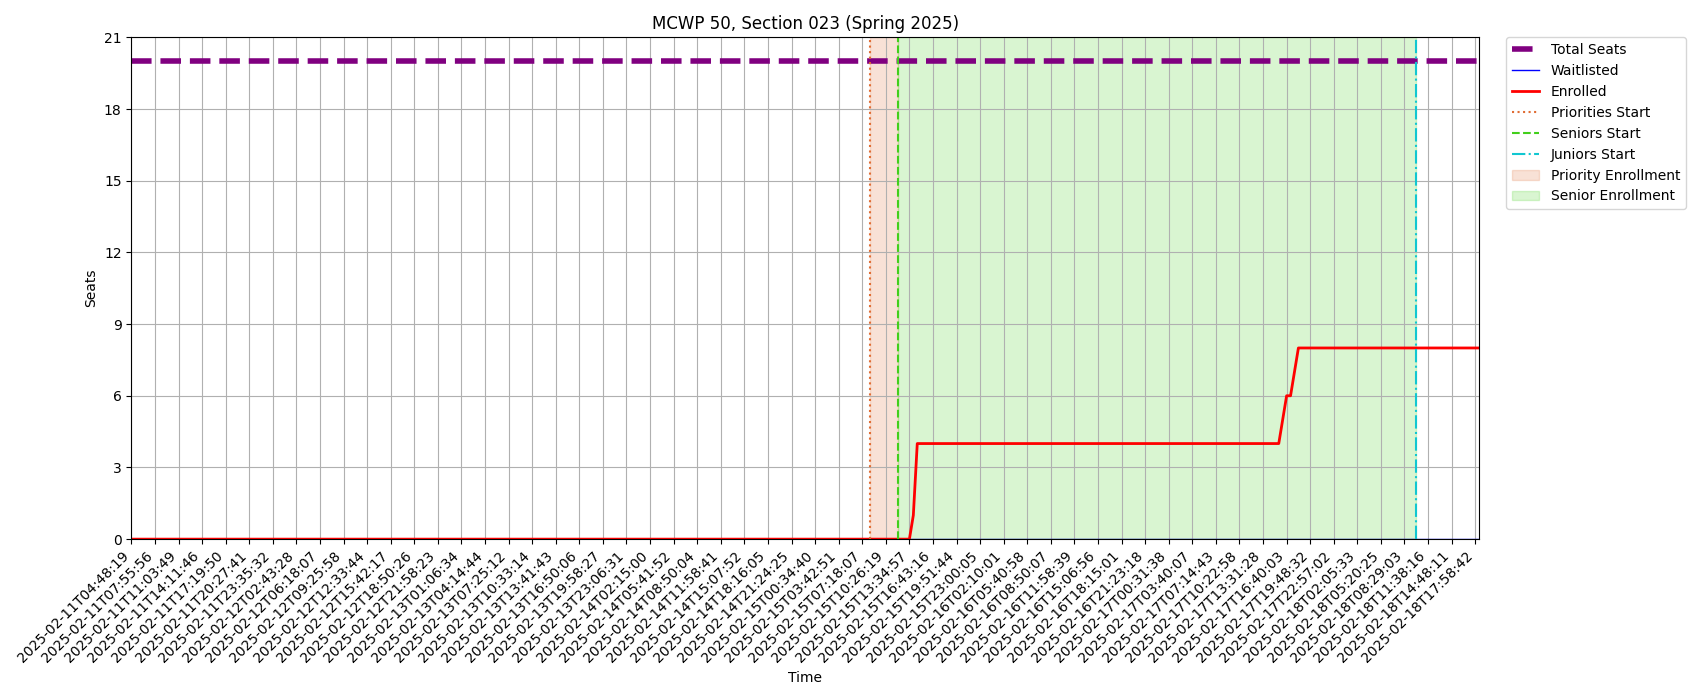 MCWP 50, Section 023 (Spring 2025)
Total Seats
Waitlisted
Enrolled
Priorities Start
Seniors Start
Juniors Start
Priority Enrollment
Senior Enrollment
Seats
21
18
15
12
9
6
3
0
2025-02-11T04:48:19
2025-02-11T07:55:56
2025-02-11T11:03:49
2025-02-11T14:11:46
2025-02-11T17:19:50
2025-02-11T20:27:41
2025-02-11T23:35:32
2025-02-12T02:43:28
2025-02-12T06:18:07
2025-02-12T09:25:58
2025-02-12T12:33:44
2025-02-12T15:42:17
2025-02-12T18:50:26
2025-02-12T21:58:23
2025-02-13T01:06:34
2025-02-13T04:14:44
2025-02-13T07:25:12
2025-02-13T10:33:14
2025-02-13T13:41:43
2025-02-13T16:50:06
2025-02-13T19:58:27
2025-02-13T23:06:31
2025-02-14T02:15:00
2025-02-14T05:41:52
2025-02-14T08:50:04
2025-02-14T11:58:41
2025-02-14T15:07:52
2025-02-14T18:16:05
2025-02-14T21:24:25
2025-02-15T00:34:40
2025-02-15T03:42:51
2025-02-15T07:18:07
2025-02-15T10:26:19
2025-02-15T13:34:57
2025-02-15T16:43:16
2025-02-15T19:51:44
2025-02-15T23:00:05
2025-02-16T02:10:01
2025-02-16T05:40:58
2025-02-16T08:50:07
2025-02-16T11:58:39
2025-02-16T15:06:56
2025-02-16T18:15:01
2025-02-16T21:23:18
2025-02-17T00:31:38
2025-02-17T03:40:07
2025-02-17T07:14:43
2025-02-17T10:22:58
2025-02-17T13:31:28
2025-02-17T16:40:03
2025-02-17T19:48:32
2025-02-17T22:57:02
2025-02-18T02:05:33
2025-02-18T05:20:25
2025-02-18T08:29:03
2025-02-18T11:38:16
2025-02-18T14:48:11
2025-02-18T17:58:42
Time